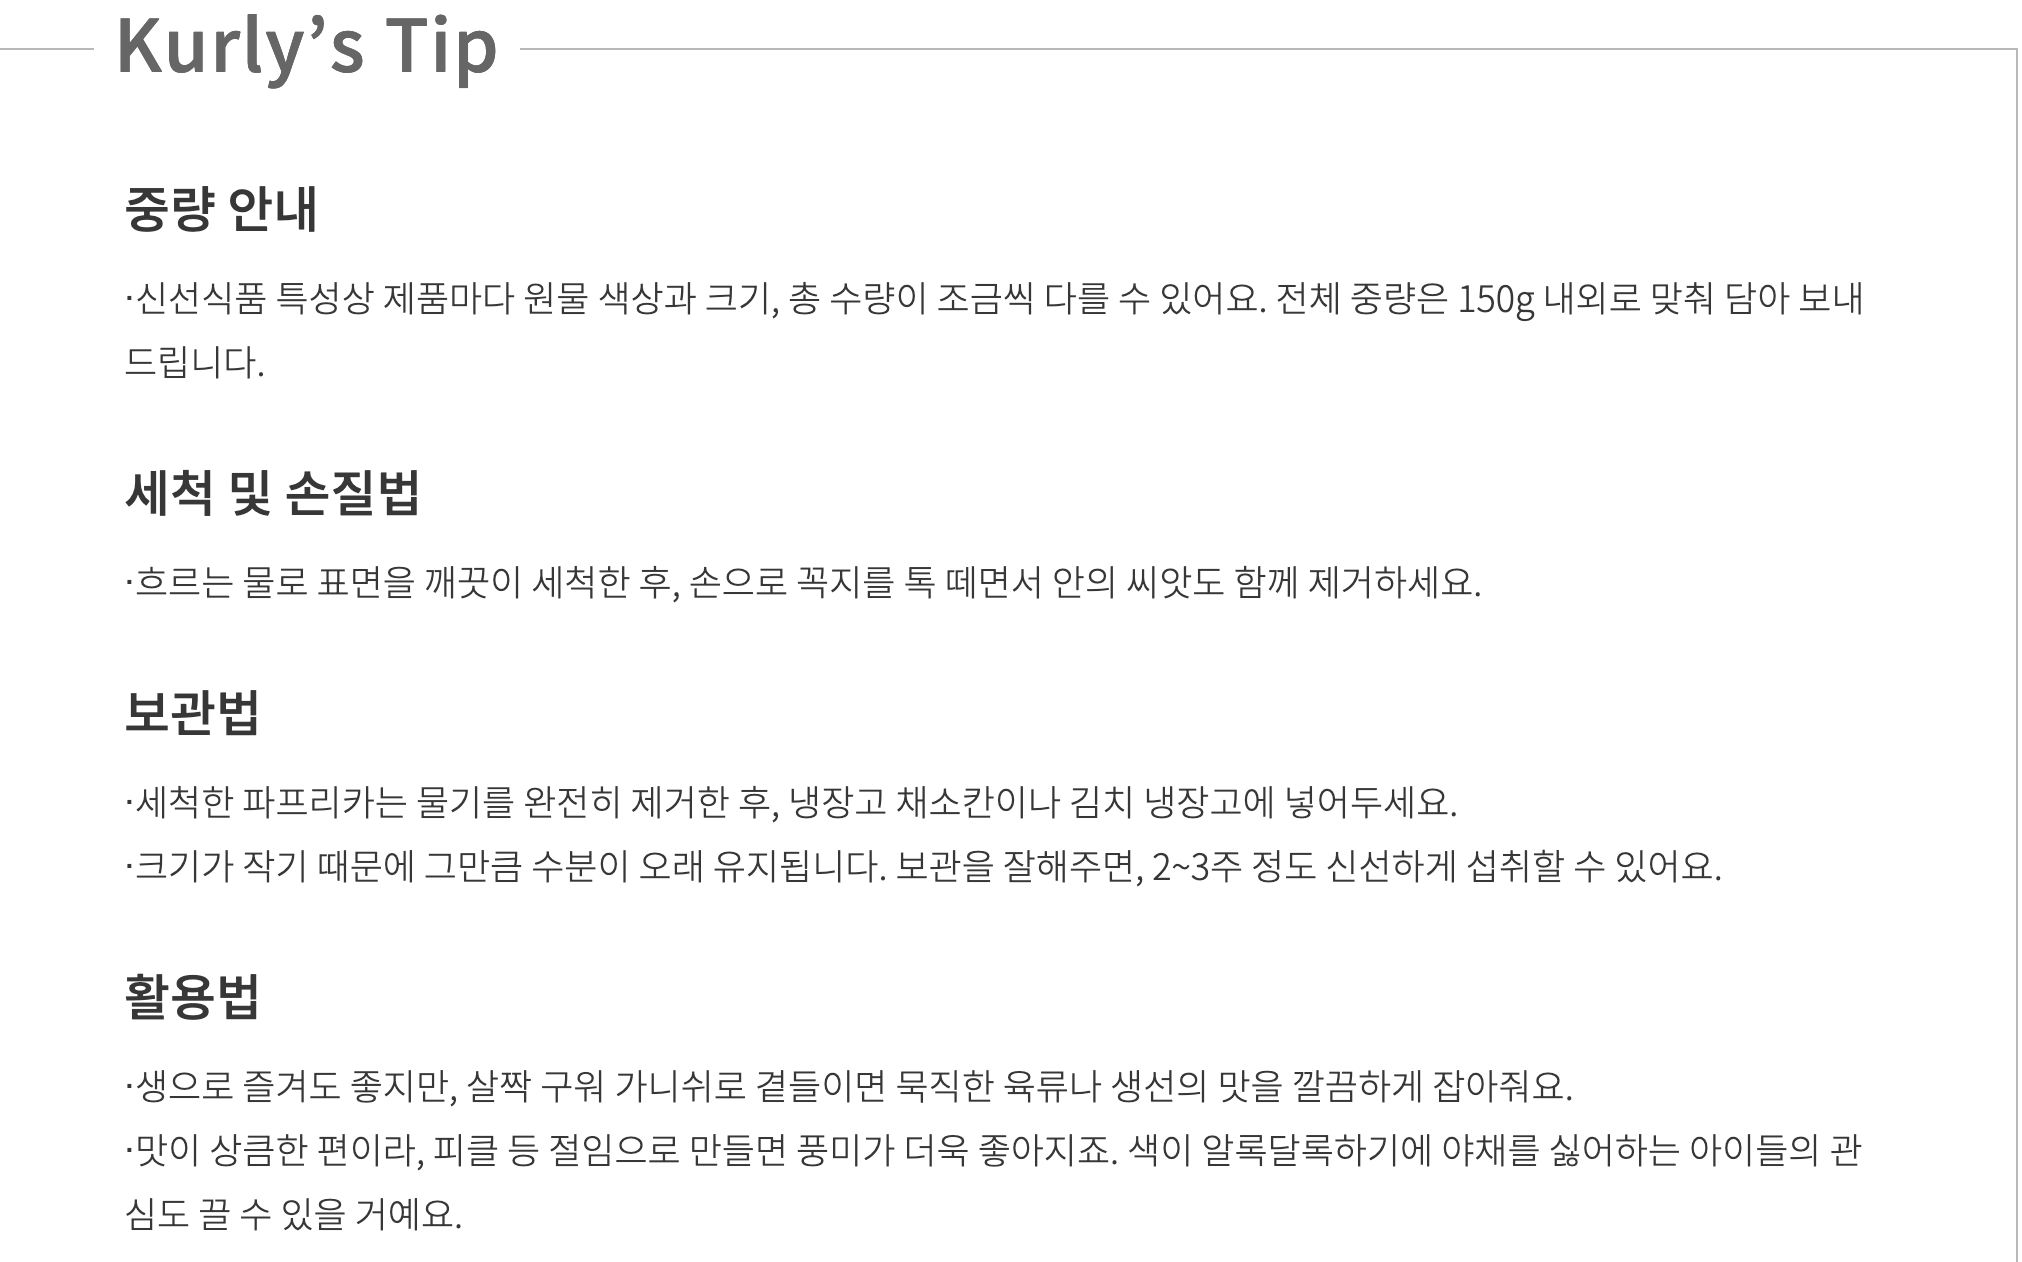 Kurly’s Tip
중량 안내
·신선식품 특성상 제품마다 원물 색상과 크기, 총 수량이 조금씩 다를 수 있어요. 전체 중량은 150g 내외로 맞춰 담아 보내
드립니다.
세척 및 손질법
·흐르는 물로 표면을 깨끗이 세척한 후, 손으로 꼭지를 톡 떼면서 안의 씨앗도 함께 제거하세요.
보관법
·세척한 파프리카는 물기를 완전히 제거한 후, 냉장고 채소칸이나 김치 냉장고에 넣어두세요.
·크기가 작기 때문에 그만큼 수분이 오래 유지됩니다. 보관을 잘해주면, 2~3주 정도 신선하게 섭취할 수 있어요.
활용법
·생으로 즐겨도 좋지만, 살짝 구워 가니쉬로 곁들이면 묵직한 육류나 생선의 맛을 깔끔하게 잡아줘요.
·맛이 상큼한 편이라, 피클 등 절임으로 만들면 풍미가 더욱 좋아지죠. 색이 알록달록하기에 야채를 싫어하는 아이들의 관
심도 끌 수 있을 거예요.